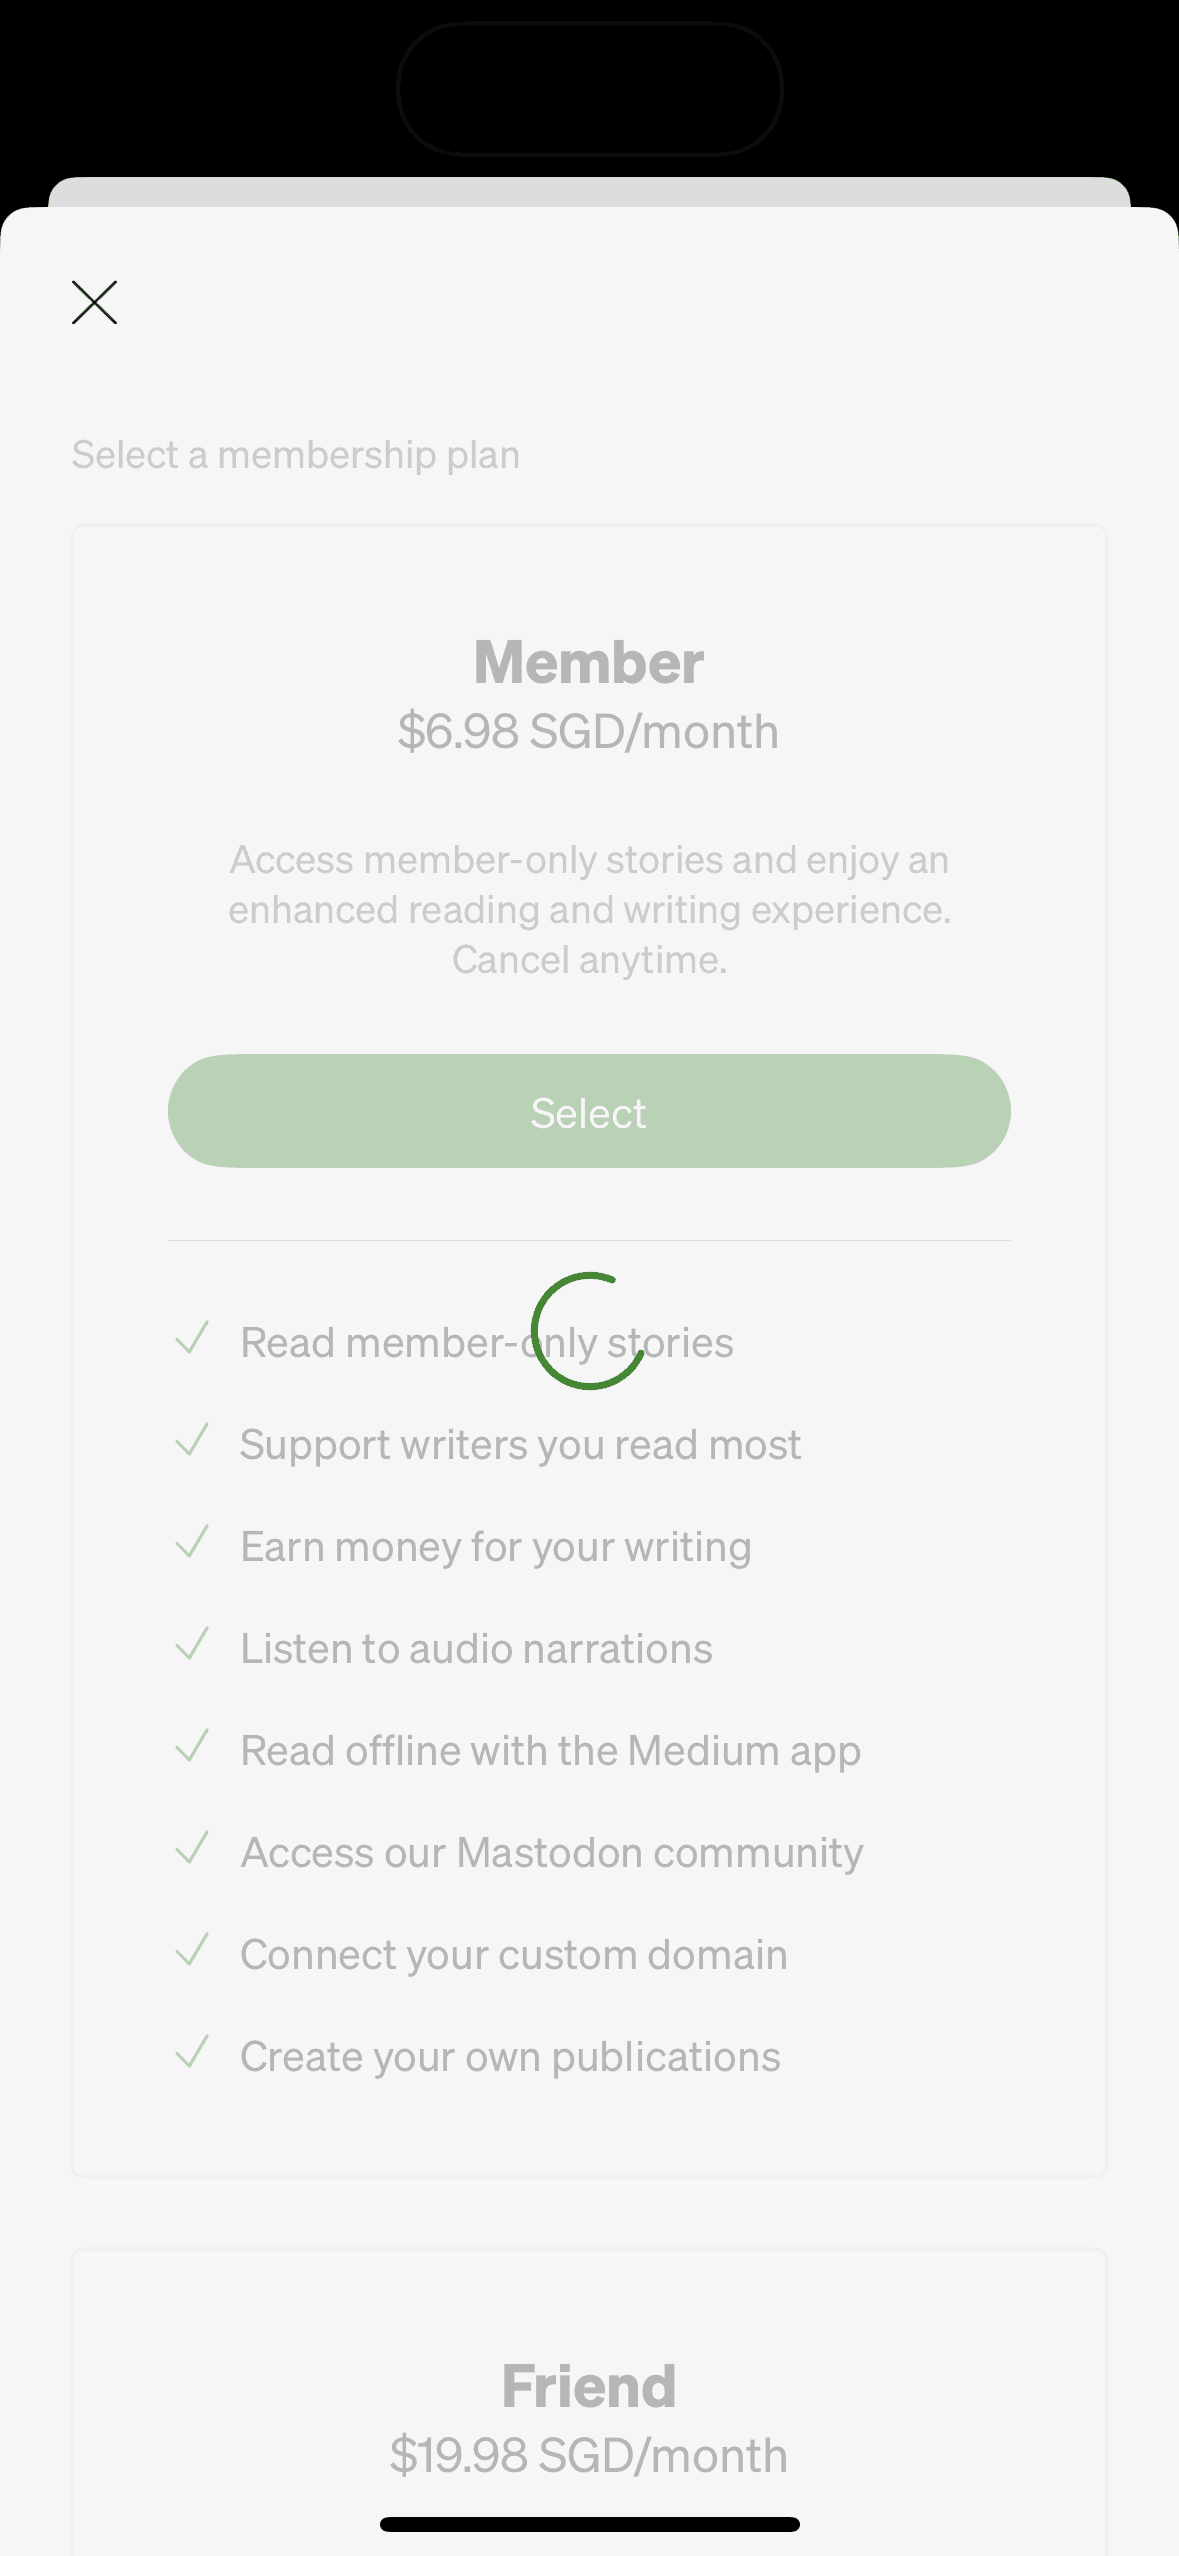 Select a membership plan
Member
$6.98 SGD/month
Access member-only stories and enjoy an
enhanced reading and writing experience.
Cancel anytime.
Select
Read member-only stories
Support writers you read most
Earn money for your writing
Listen to audio narrations
Read offline with the Medium app
Access our Mastodon community
Connect your custom domain
Create your own publications
Friend
$19.98 SGD/month